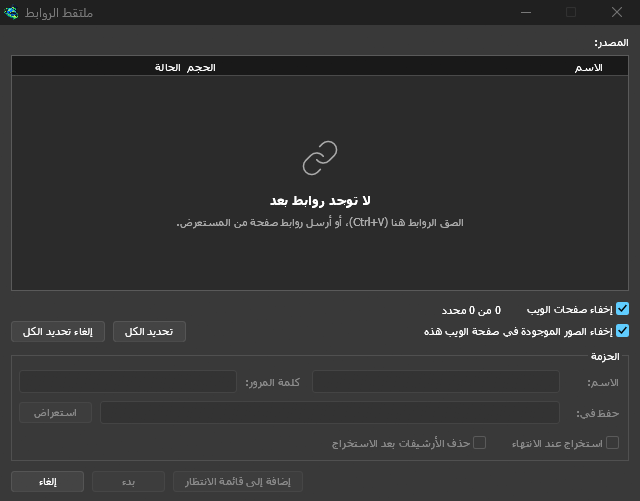 ملتقط الروابط
المصدر:
الاسم الحجم الحالة
لا توجد روابط بعد
الصق الروابط هنا (Ctrl+V)، أو أرسل روابط صفحة من المستعرض.
إخفاء صفحات الويب 0 من 0 محدد
إخفاء الصور الموجودة في صفحة الويب هذه تحديد الكل إلغاء تحديد الكل
الحزمة
الاسم: كلمة المرور:
حفظ في: استعراض
استخراج عند الانتهاء حذف الأرشيفات بعد الاستخراج
إضافة إلى قائمة الانتظار بدء إلغاء